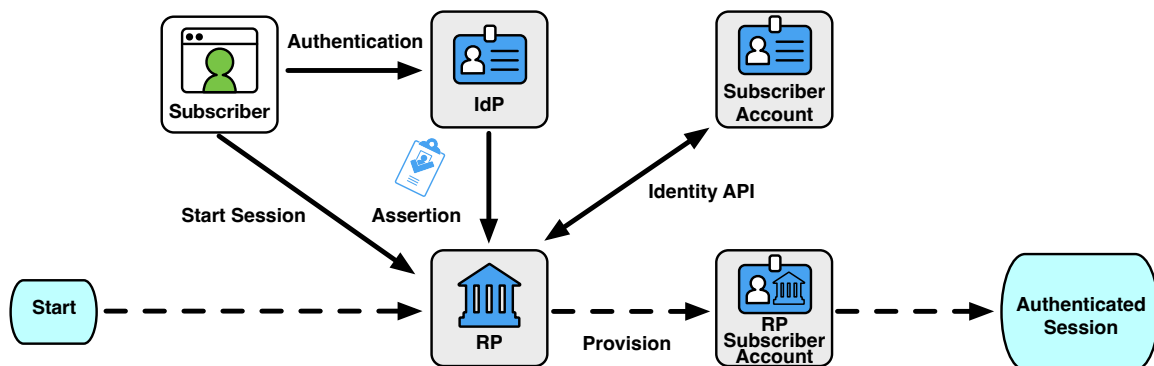 Authentication
Subscriber
IdP
Subscriber
Account
Start Session
Assertion
Identity API
Start
RP
Provision
RP
Subscriber
Account
Authenticated
Session